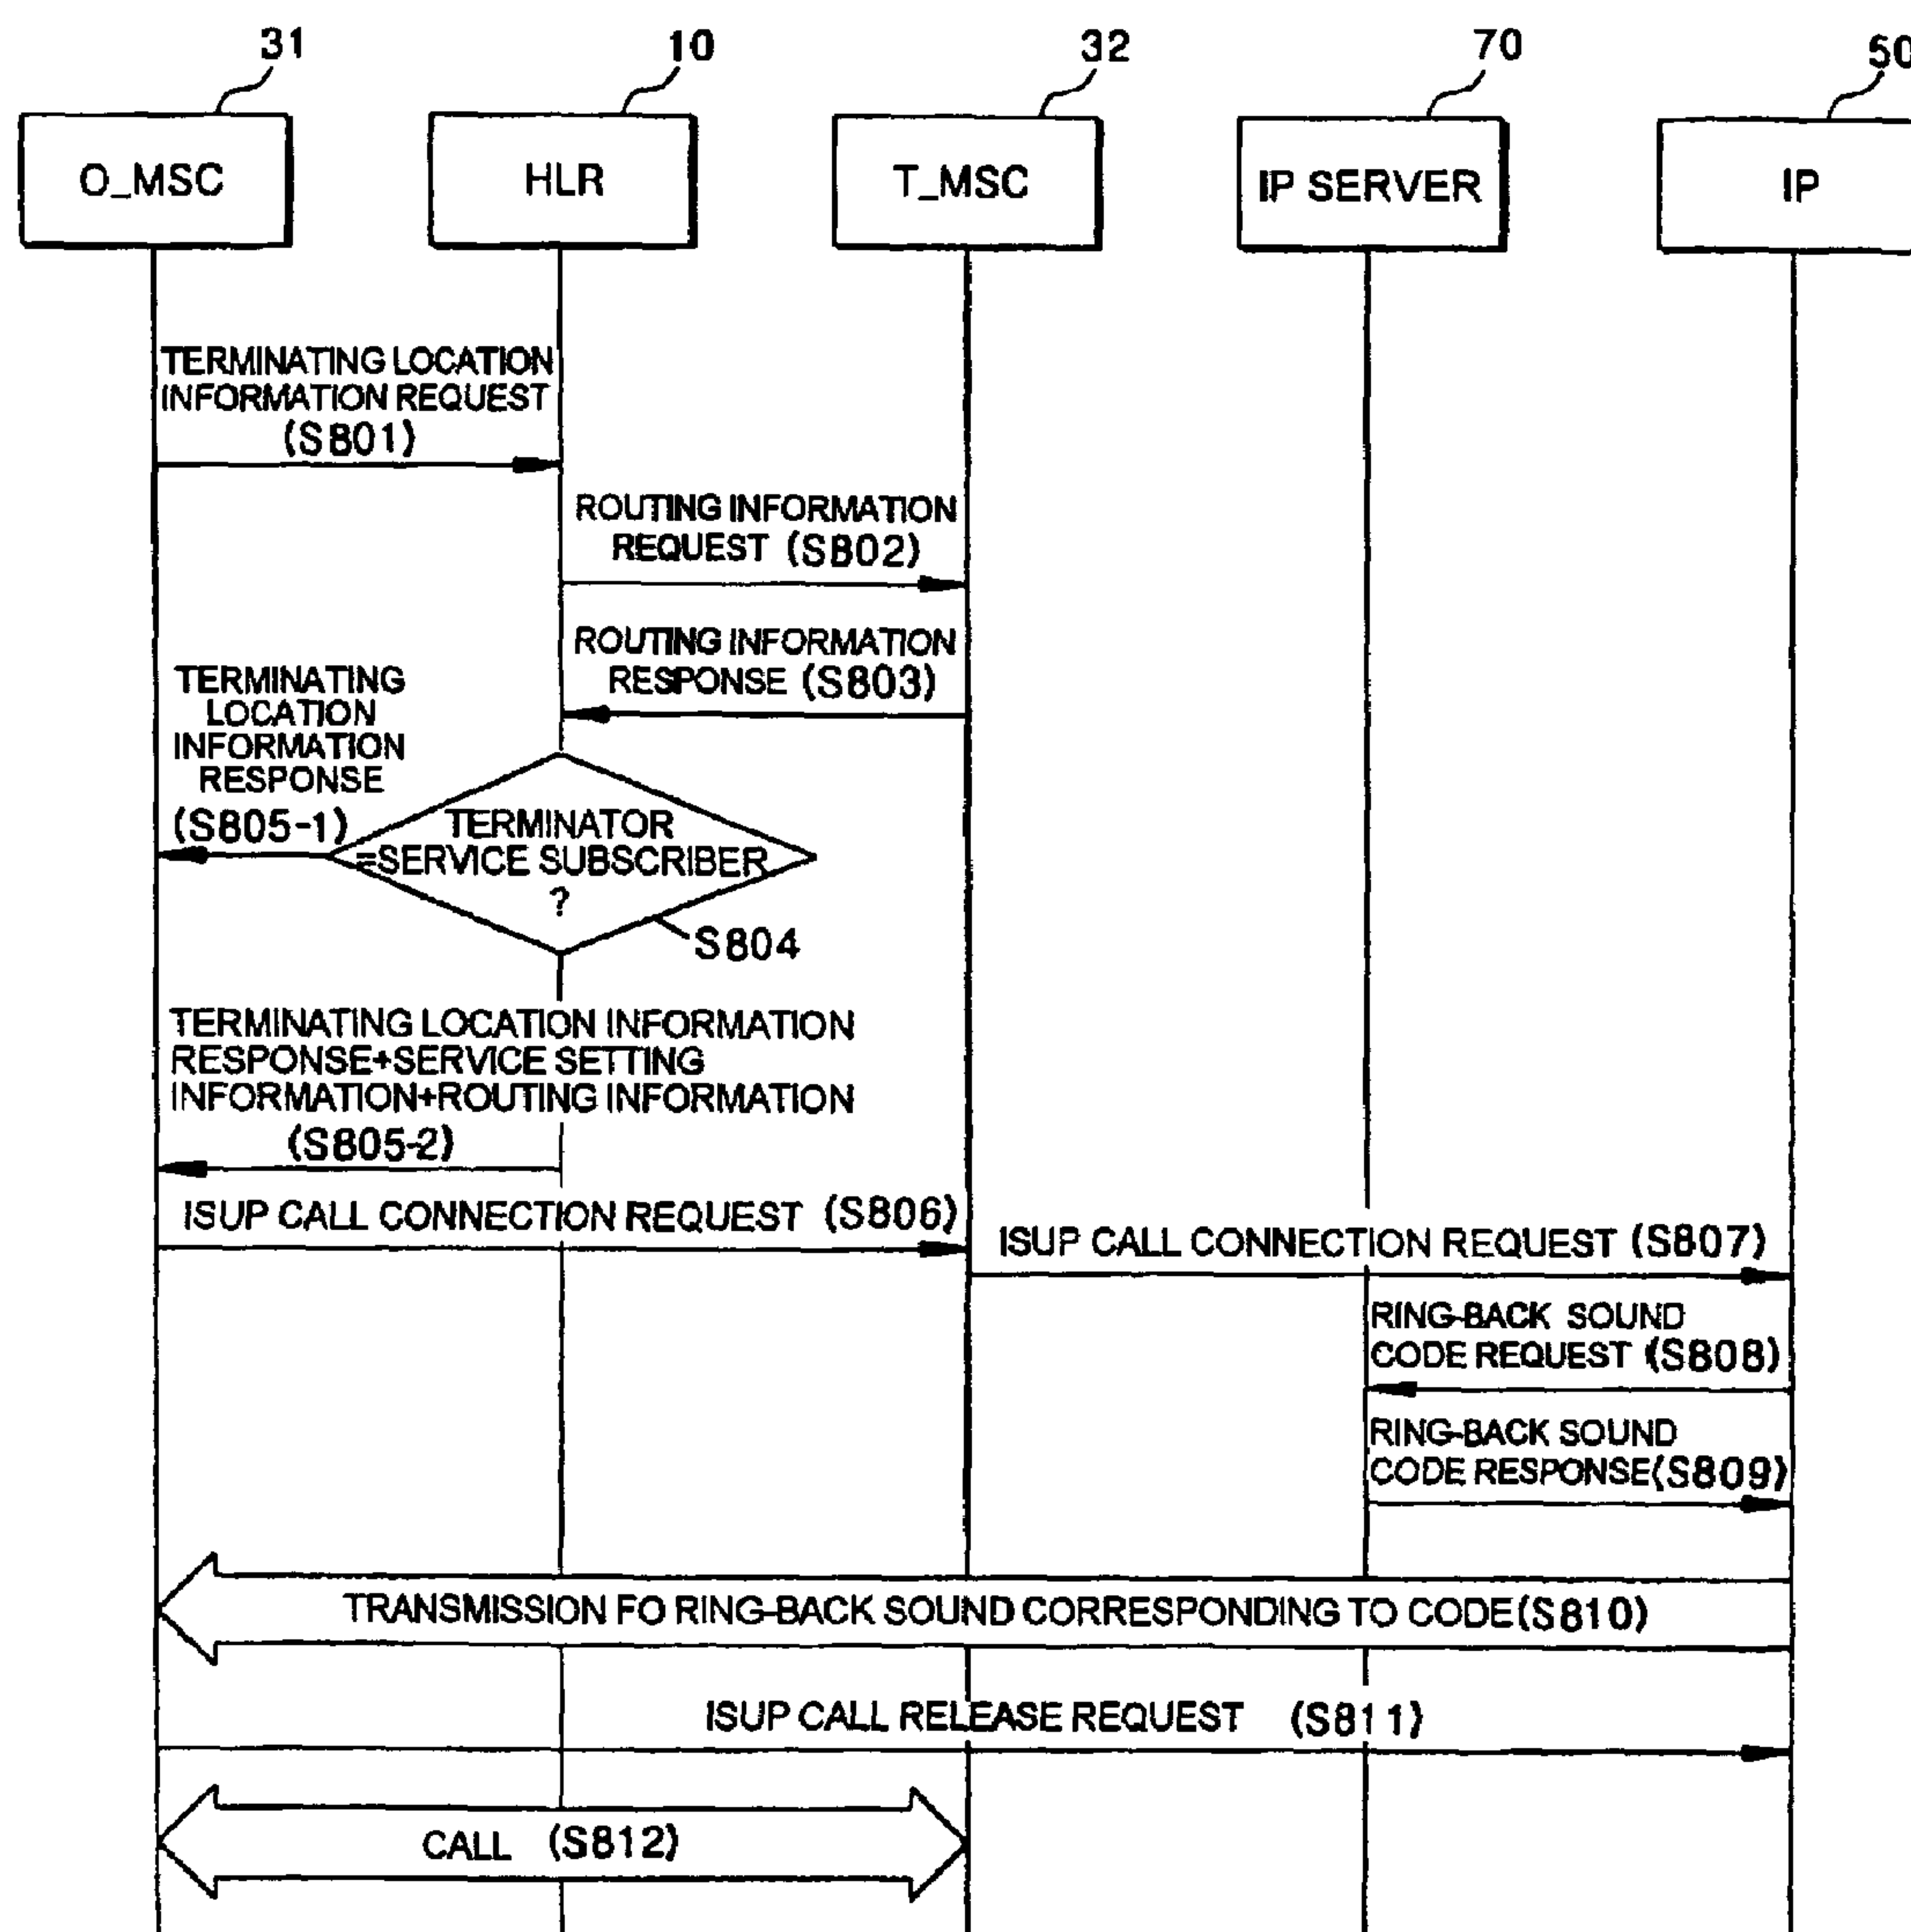 31
10
32
70
50
O_MSC
HLR
T_MSC
IP SERVER
IP
TERMINATING LOCATION
INFORMATION REQUEST
(S801)
ROUTING INFORMATION
REQUEST (S802)
ROUTING INFORMATION
RESPONSE (S803)
TERMINATING
LOCATION
INFORMATION
RESPONSE
(S805-1)
TERMINATOR
=SERVICE SUBSCRIBER
?
S804
TERMINATING LOCATION INFORMATION
RESPONSE+SERVICE SETTING
INFORMATION+ROUTING INFORMATION
(S805-2)
ISUP CALL CONNECTION REQUEST (S806)
ISUP CALL CONNECTION REQUEST (S807)
RING-BACK SOUND
CODE REQUEST (S808)
RING-BACK SOUND
CODE RESPONSE(S809)
TRANSMISSION FO RING-BACK SOUND CORRESPONDING TO CODE(S810)
ISUP CALL RELEASE REQUEST (S811)
CALL (S812)